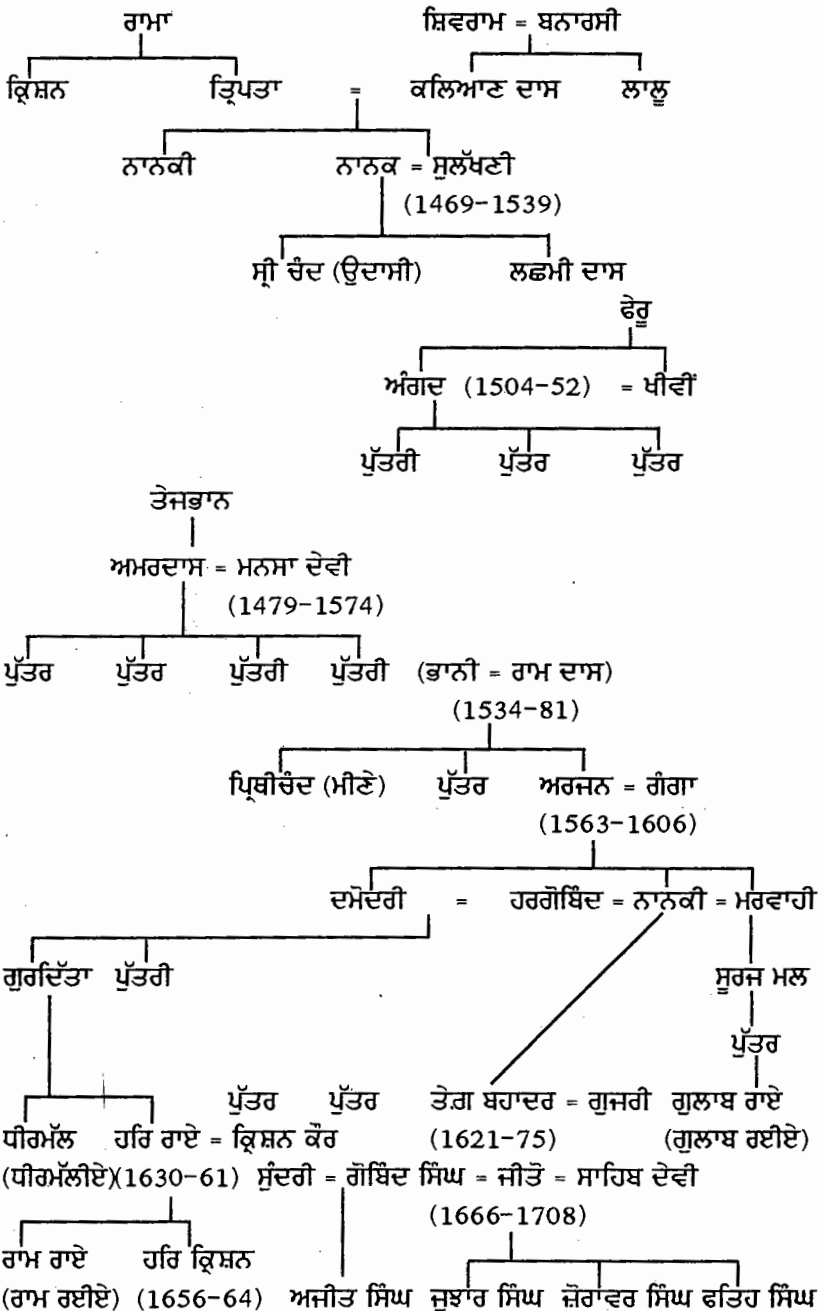 ਰਾਮਾ ਸ਼ਿਵਰਾਮ = ਬਨਾਰਸੀ
ਕ੍ਰਿਸ਼ਨ ਤ੍ਰਿਪਤਾ = ਕਲਿਆਣ ਦਾਸ ਲਾਲੂ
ਨਾਨਕੀ ਨਾਨਕ = ਸੁਲੱਖਣੀ
(1469-1539)
ਸ੍ਰੀ ਚੰਦ (ਉਦਾਸੀ) ਲਛਮੀ ਦਾਸ
ਫੇਰੂ
ਅੰਗਦ (1504-52) = ਖੀਵੀਂ
ਪੁੱਤਰੀ ਪੁੱਤਰ ਪੁੱਤਰ
ਤੇਜਭਾਨ
ਅਮਰਦਾਸ = ਮਨਸਾ ਦੇਵੀ
(1479-1574)
ਪੁੱਤਰ ਪੁੱਤਰ ਪੁੱਤਰੀ ਪੁੱਤਰੀ (ਭਾਨੀ = ਰਾਮ ਦਾਸ)
(1534-81)
ਪ੍ਰਿਥੀਚੰਦ (ਮੀਣੇ) ਪੁੱਤਰ ਅਰਜਨ = ਗੰਗਾ
(1563-1606)
ਦਮੋਦਰੀ = ਹਰਗੋਬਿੰਦ = ਨਾਨਕੀ = ਮਰਵਾਹੀ
ਗੁਰਦਿੱਤਾ ਪੁੱਤਰੀ ਸੂਰਜ ਮਲ
ਪੁੱਤਰ
ਪੁੱਤਰ ਪੁੱਤਰ ਤੇਗ਼ ਬਹਾਦਰ = ਗੁਜਰੀ ਗੁਲਾਬ ਰਾਏ
ਧੀਰਮੱਲ ਹਰਿ ਰਾਏ = ਕ੍ਰਿਸ਼ਨ ਕੌਰ (1621-75) (ਗੁਲਾਬ ਰਈਏ)
(ਧੀਰਮੱਲੀਏ)(1630-61) ਸੁੰਦਰੀ = ਗੋਬਿੰਦ ਸਿੰਘ = ਜੀਤੋ = ਸਾਹਿਬ ਦੇਵੀ
(1666-1708)
ਰਾਮ ਰਾਏ ਹਰਿ ਕ੍ਰਿਸ਼ਨ
(ਰਾਮ ਰਈਏ) (1656-64) ਅਜੀਤ ਸਿੰਘ ਜੁਝਾਰ ਸਿੰਘ ਜ਼ੋਰਾਵਰ ਸਿੰਘ ਫਤਿਹ ਸਿੰਘ